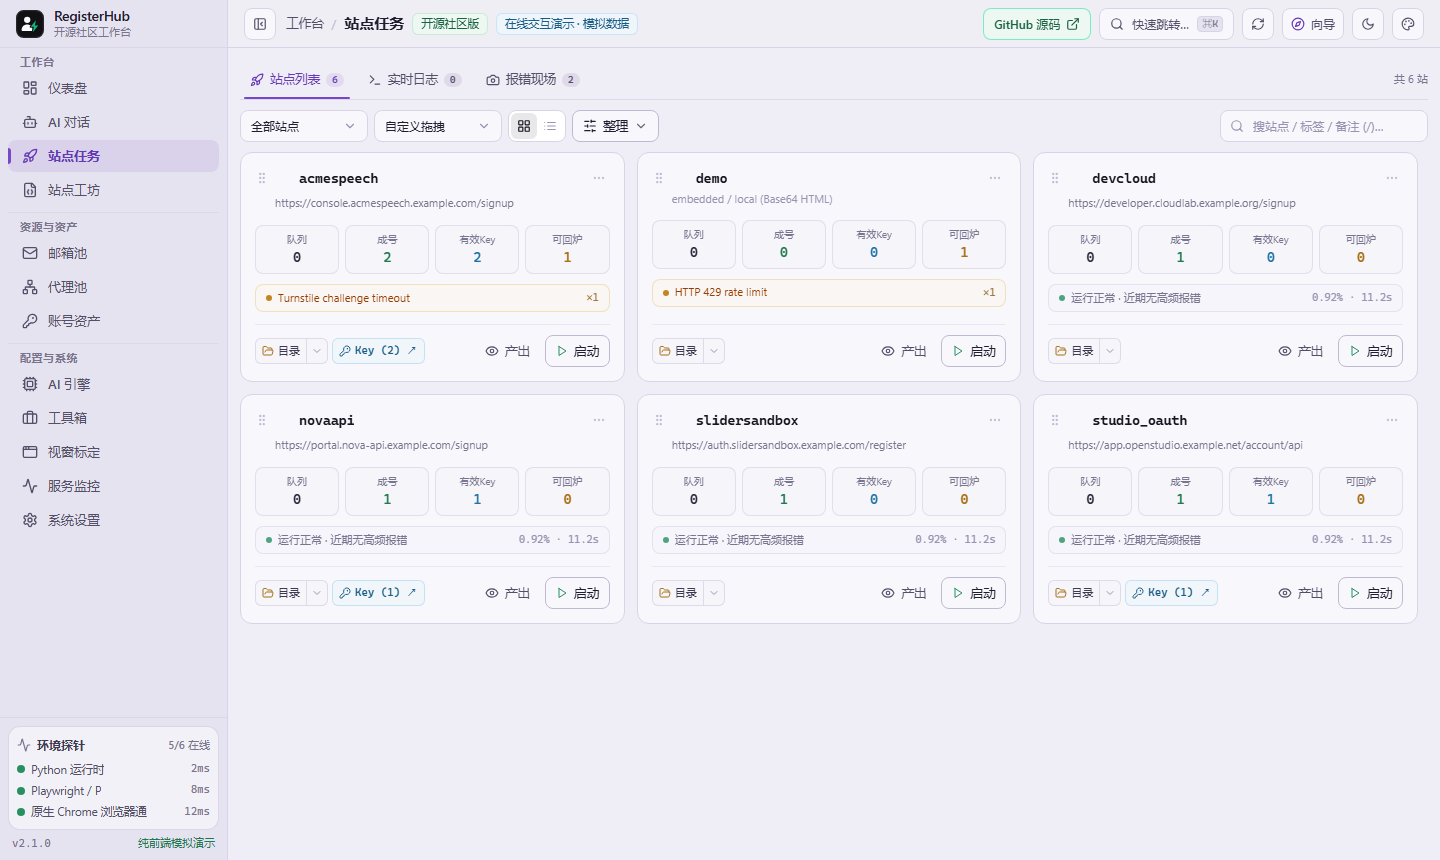 RegisterHub
开源社区工作台
工作台
仪表盘
AI 对话
站点任务
站点工坊
资源与资产
邮箱池
代理池
账号资产
配置与系统
AI 引擎
工具箱
视窗标定
服务监控
系统设置
环境探针 5/6 在线
Python 运行时 2ms
Playwright / P 8ms
原生 Chrome 浏览器通 12ms
v2.1.0 纯前端模拟演示
工作台 / 站点任务 开源社区版 在线交互演示 · 模拟数据 GitHub 源码 快速跳转... ⌘K 向导
站点列表 6 实时日志 0 报错现场 2 共 6 站
全部站点 自定义拖拽 整理 搜站点 / 标签 / 备注 (/)...
acmespeech
https://console.acmespeech.example.com/signup
队列 成号 有效Key 可回炉
0 2 2 1
Turnstile challenge timeout ×1
目录 Key (2) ↗ 产出 启动
demo
embedded / local (Base64 HTML)
队列 成号 有效Key 可回炉
0 0 0 1
HTTP 429 rate limit ×1
目录 产出 启动
devcloud
https://developer.cloudlab.example.org/signup
队列 成号 有效Key 可回炉
0 1 0 0
运行正常 · 近期无高频报错 0.92% · 11.2s
目录 产出 启动
novaapi
https://portal.nova-api.example.com/signup
队列 成号 有效Key 可回炉
0 1 1 0
运行正常 · 近期无高频报错 0.92% · 11.2s
目录 Key (1) ↗ 产出 启动
slidersandbox
https://auth.slidersandbox.example.com/register
队列 成号 有效Key 可回炉
0 1 0 0
运行正常 · 近期无高频报错 0.92% · 11.2s
目录 产出 启动
studio_oauth
https://app.openstudio.example.net/account/api
队列 成号 有效Key 可回炉
0 1 1 0
运行正常 · 近期无高频报错 0.92% · 11.2s
目录 Key (1) ↗ 产出 启动